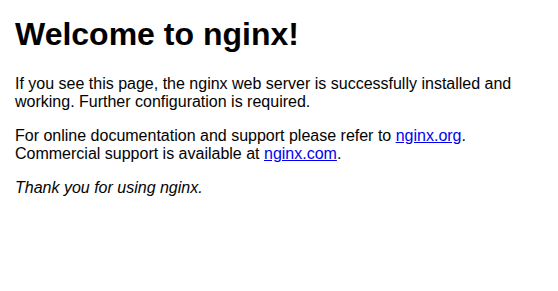 Welcome to nginx!
If you see this page, the nginx web server is successfully installed and
working. Further configuration is required.
For online documentation and support please refer to nginx.org.
Commercial support is available at nginx.com.
Thank you for using nginx.